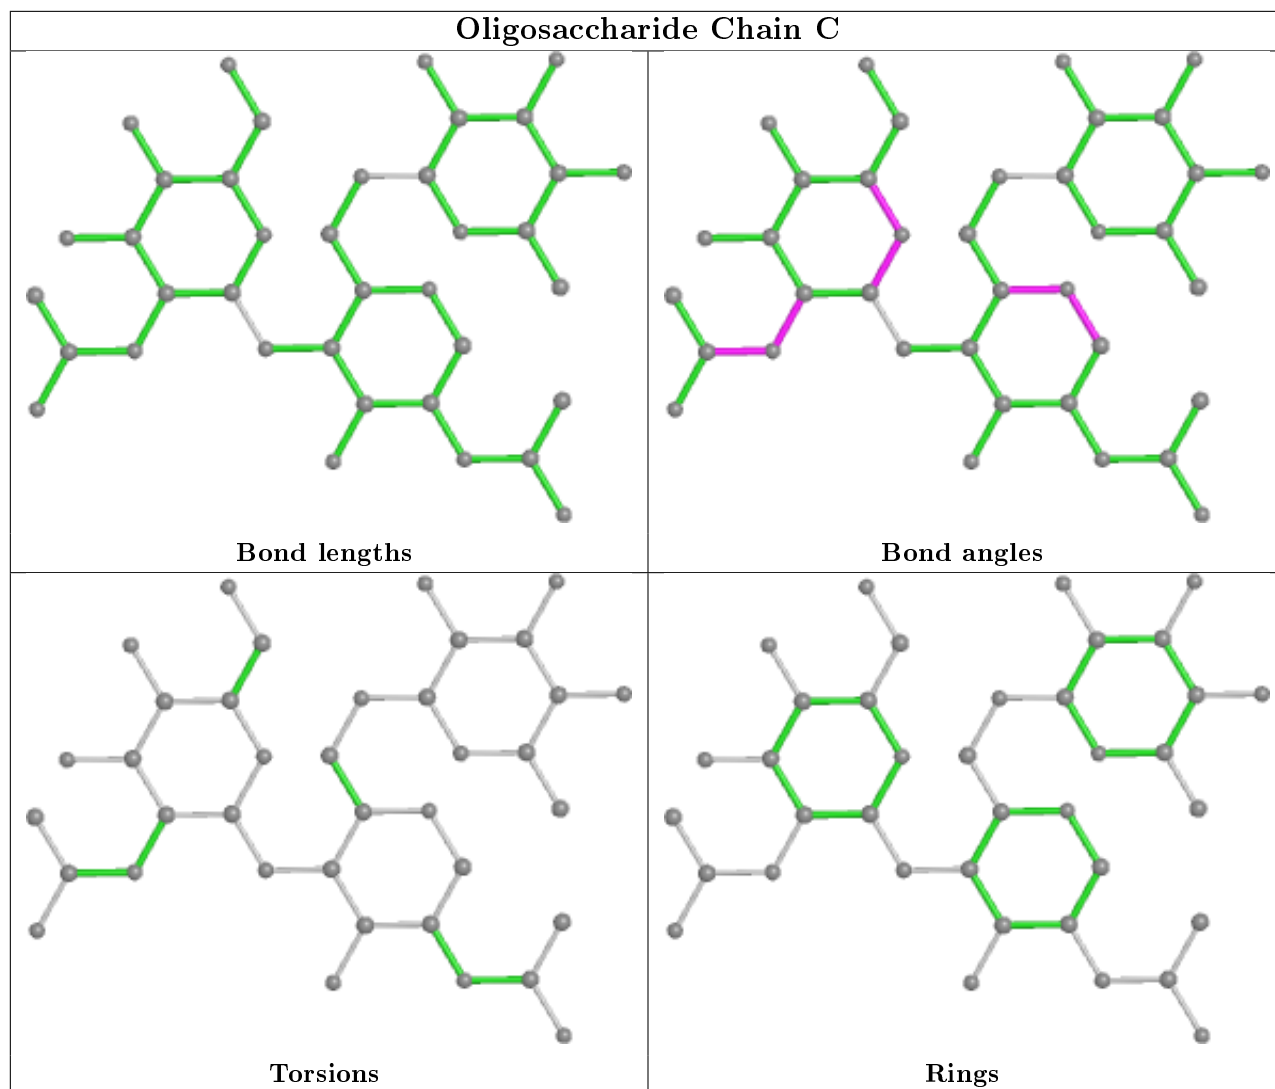 Oligosaccharide Chain C
Bond lengths
Bond angles
Torsions
Rings